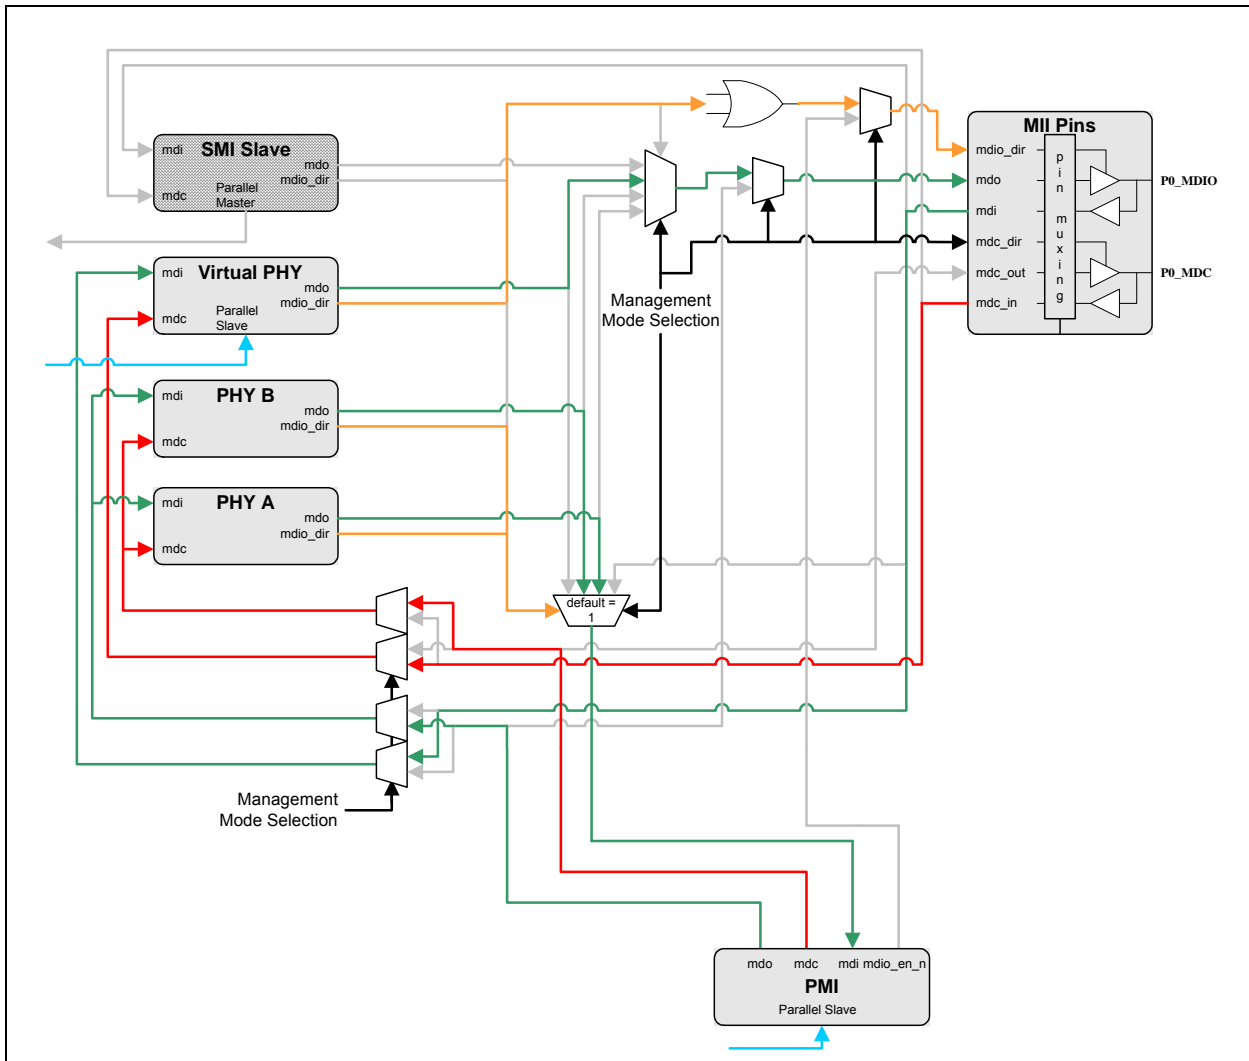 SMI Slave
mdi
mdo
mdio_dir
mdc
Parallel
Master
MII Pins
mdio_dir
mdo
mdi
mdc_dir
mdc_out
mdc_in
p
i
n
m
u
x
i
n
g
P0_MDIO
P0_MDC
Virtual PHY
mdi
mdo
mdio_dir
mdc
Parallel
Slave
Management
Mode Selection
PHY B
mdi
mdo
mdio_dir
mdc
PHY A
mdi
mdo
mdio_dir
mdc
default =
1
Management
Mode Selection
mdo
mdc
mdi
mdio_en_n
PMI
Parallel Slave